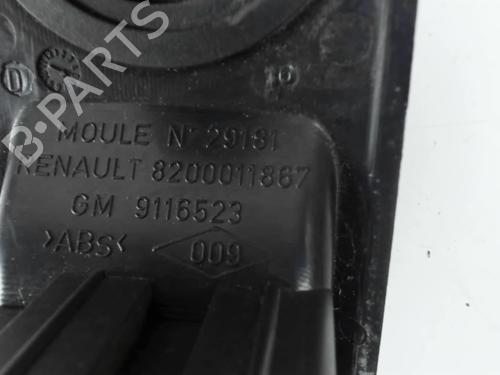 B-PARTS
D
MOULE N° 29181
RENAULT 8200011867
GM 9116523
>ABS< 009